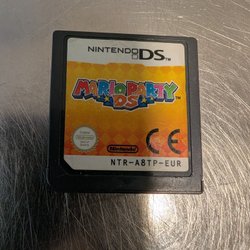 NINTENDO DS
MARIO PARTY
DS
Nintendo
CE
NTR-A8TP-EUR